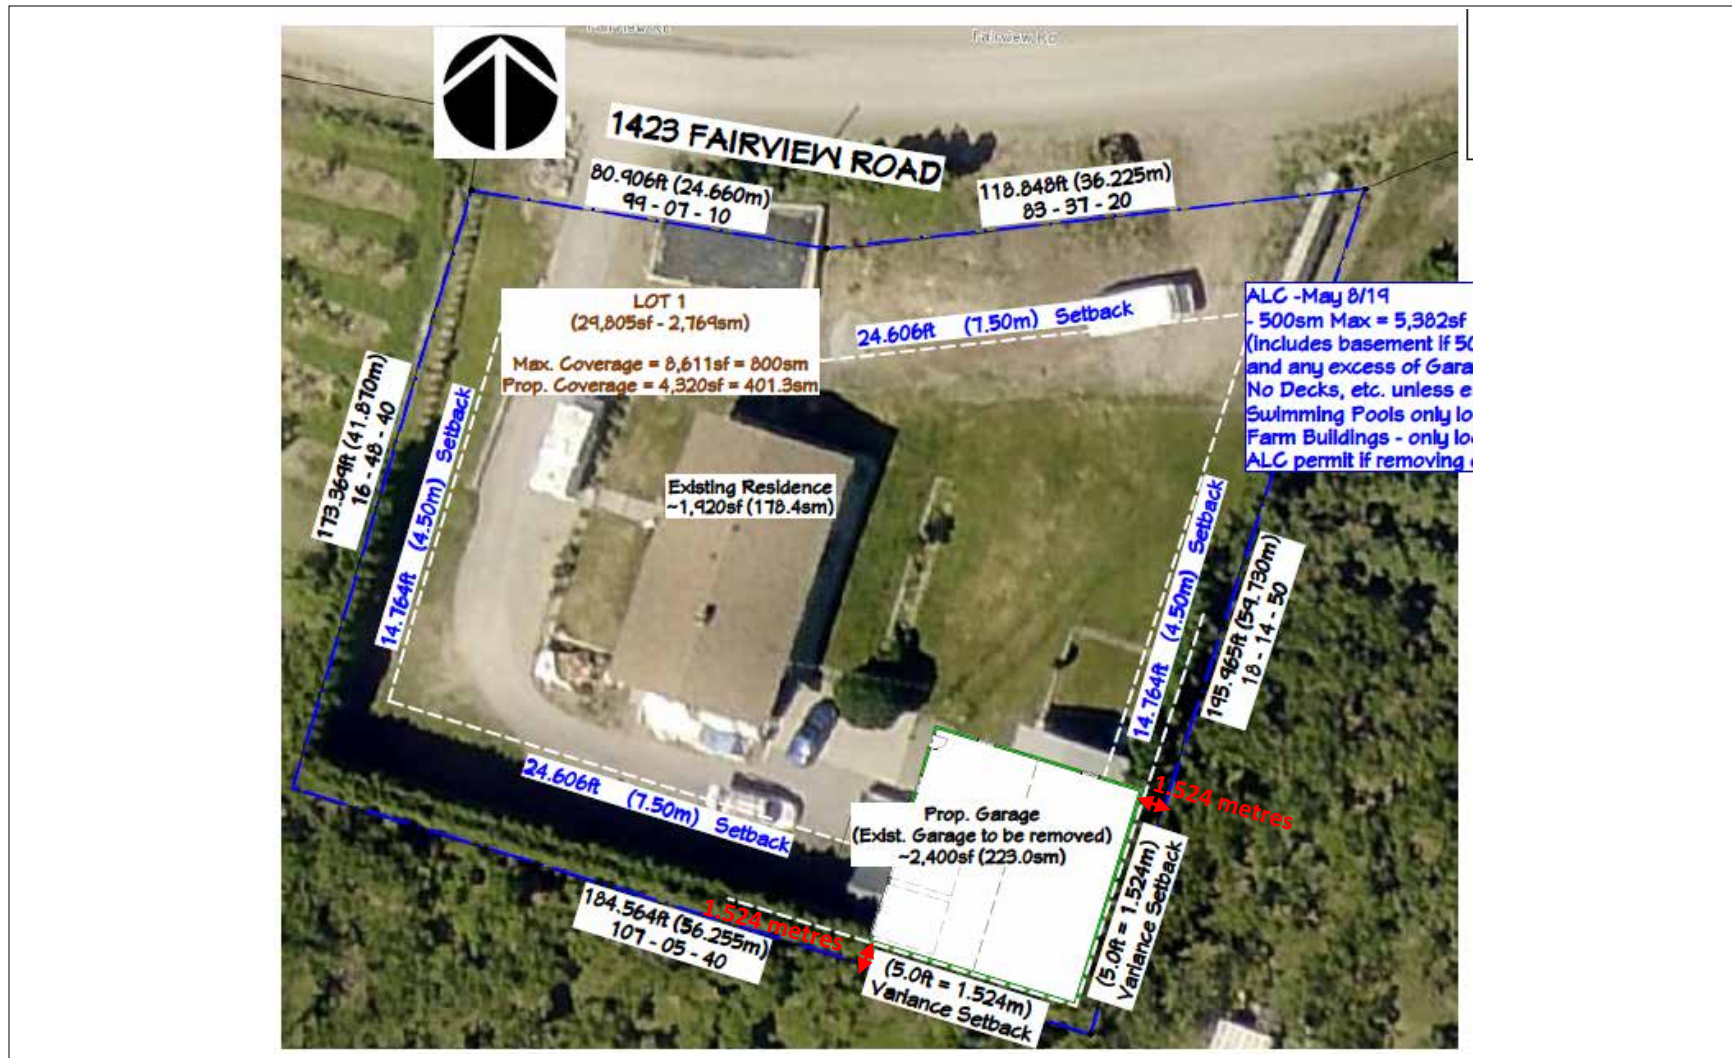 Fairview Rd
Fairview Rd
1423 FAIRVIEW ROAD
80.906ft (24.660m)
99 - 07 - 10
118.848ft (36.225m)
83 - 37 - 20
LOT 1
(29,805sf - 2,769sm)
Max. Coverage = 8,611sf = 800sm
Prop. Coverage = 4,320sf = 401.3sm
24.606ft (7.50m) Setback
ALC -May 8/19
- 500sm Max = 5,382sf
(includes basement if 50
and any excess of Gara
No Decks, etc. unless e
Swimming Pools only lo
Farm Buildings - only lo
ALC permit if removing
173.369ft (41.870m)
16 - 48 - 40
14.764ft (4.50m) Setback
Existing Residence
~1,920sf (178.4sm)
14.764ft (4.50m) Setback
195.965ft (59.730m)
18 - 14 - 50
24.606ft (7.50m) Setback
Prop. Garage
(Exist. Garage to be removed)
~2,400sf (223.0sm)
1.524 metres
184.564ft (56.255m)
107 - 05 - 40
1.524 metres
(5.0ft = 1.524m)
Variance Setback
(5.0ft = 1.524m)
Variance Setback